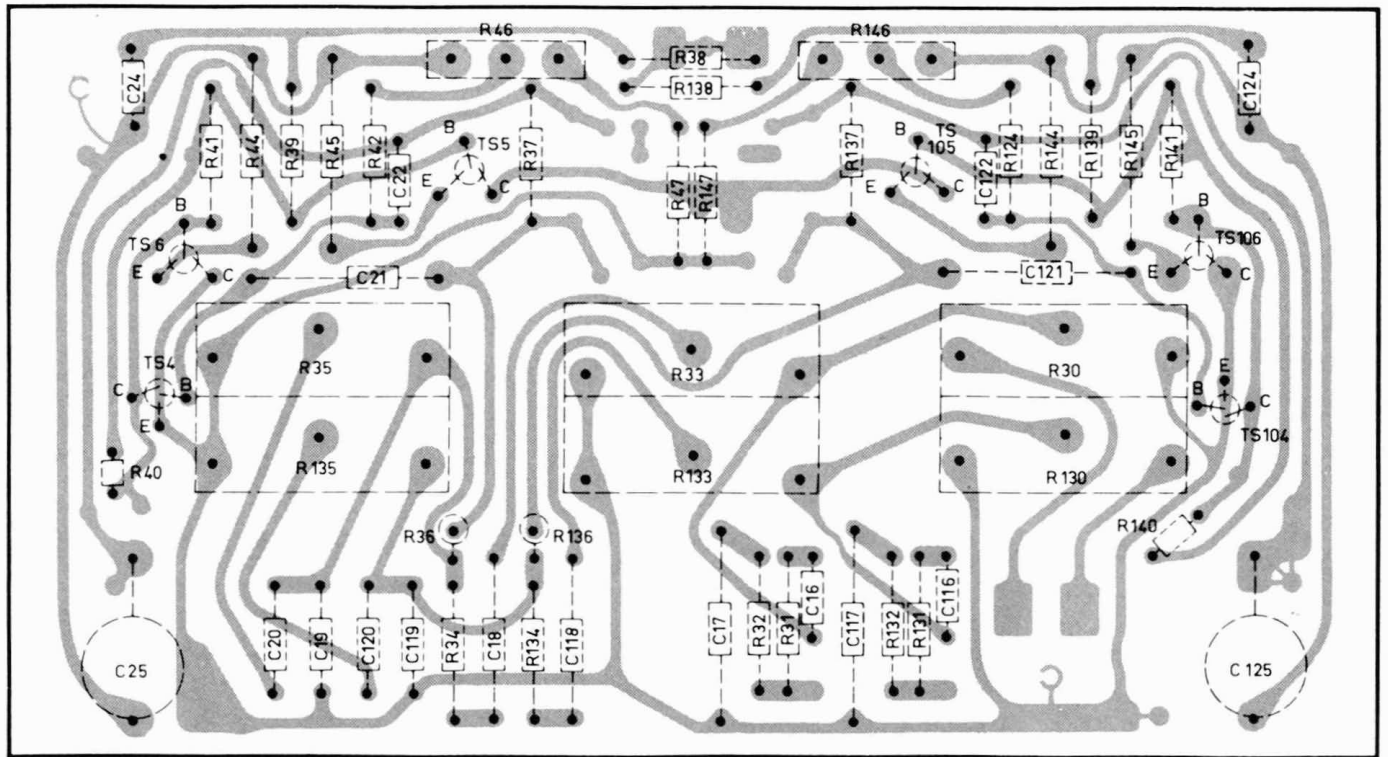 R46
R146
C24
R38
R138
C124
R41
R44
R39
R45
R42
C22
B
TS5
E
C
R37
R47
R147
R137
B
TS
105
E
C
C122
R124
R144
R139
R145
R141
B
TS6
E
C
B
TS106
E
C
C21
C121
TS4
C
B
E
R35
R33
R30
E
B
C
TS104
R40
R135
R133
R130
R36
R136
R140
C25
C20
C19
C120
C119
R34
C18
R134
C118
C17
R32
R31
C16
C117
R132
R131
C116
C125